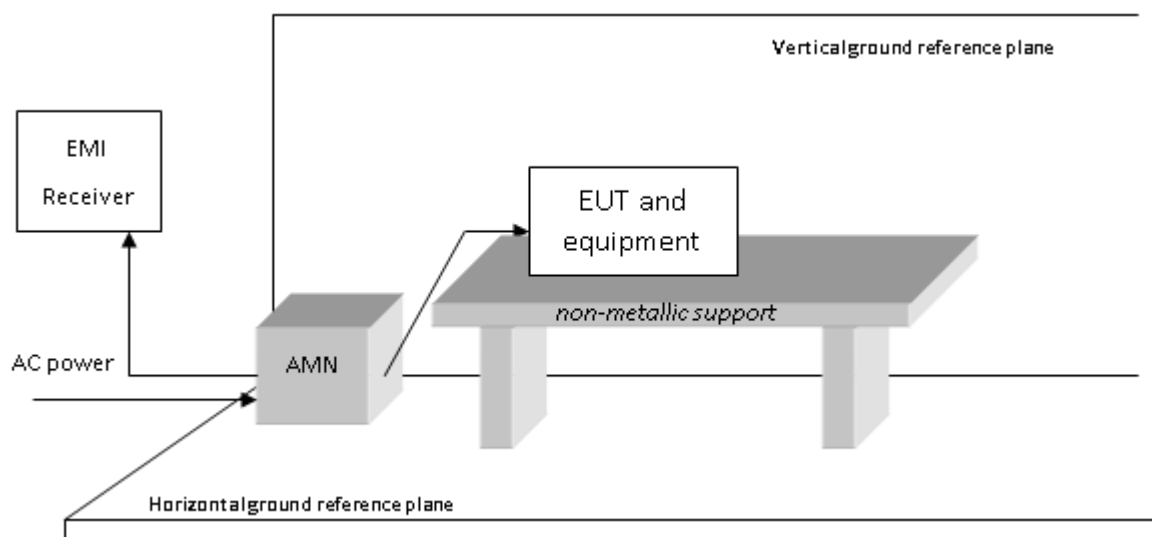 Verticalground reference plane
EMI
Receiver
EUT and
equipment
non-metallic support
AC power
AMN
Horizontalground reference plane